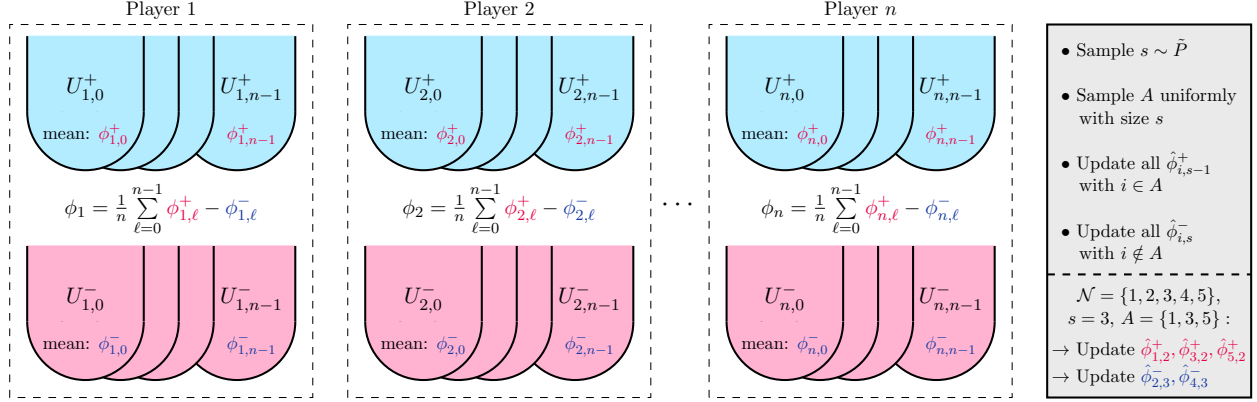 Player 1
U⁺₁,₀ U⁺₁,ₙ₋₁
mean: ϕ⁺₁,₀ ϕ⁺₁,ₙ₋₁
ϕ₁ = 1/n ∑_{ℓ=0}^{n−1} ϕ⁺_{1,ℓ} − ϕ⁻_{1,ℓ}
U⁻₁,₀ U⁻₁,ₙ₋₁
mean: ϕ⁻₁,₀ ϕ⁻₁,ₙ₋₁
Player 2
U⁺₂,₀ U⁺₂,ₙ₋₁
mean: ϕ⁺₂,₀ ϕ⁺₂,ₙ₋₁
ϕ₂ = 1/n ∑_{ℓ=0}^{n−1} ϕ⁺_{2,ℓ} − ϕ⁻_{2,ℓ}
U⁻₂,₀ U⁻₂,ₙ₋₁
mean: ϕ⁻₂,₀ ϕ⁻₂,ₙ₋₁
⋯
Player n
U⁺ₙ,₀ U⁺ₙ,ₙ₋₁
mean: ϕ⁺ₙ,₀ ϕ⁺ₙ,ₙ₋₁
ϕₙ = 1/n ∑_{ℓ=0}^{n−1} ϕ⁺_{n,ℓ} − ϕ⁻_{n,ℓ}
U⁻ₙ,₀ U⁻ₙ,ₙ₋₁
mean: ϕ⁻ₙ,₀ ϕ⁻ₙ,ₙ₋₁
• Sample s ∼ P̃
• Sample A uniformly
with size s
• Update all ϕ̂⁺_{i,s−1}
with i ∈ A
• Update all ϕ̂⁻_{i,s}
with i ∉ A
𝒩 = {1, 2, 3, 4, 5},
s = 3, A = {1, 3, 5} :
→ Update ϕ̂⁺₁,₂, ϕ̂⁺₃,₂, ϕ̂⁺₅,₂
→ Update ϕ̂⁻₂,₃, ϕ̂⁻₄,₃